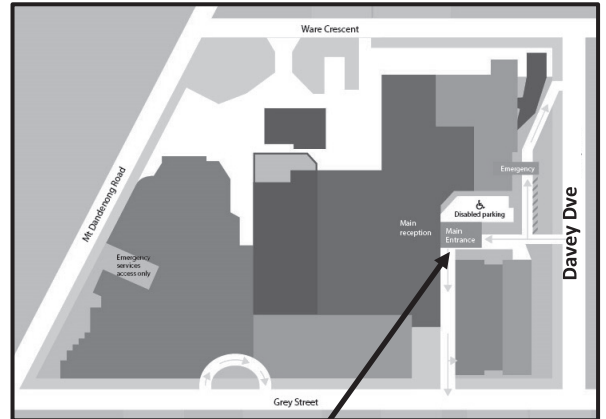 Ware Crescent
Mt Dandenong Road
Emergency
Disabled parking
Main
reception
Main
Entrance
Davey Dve
Emergency
services
access only
Grey Street